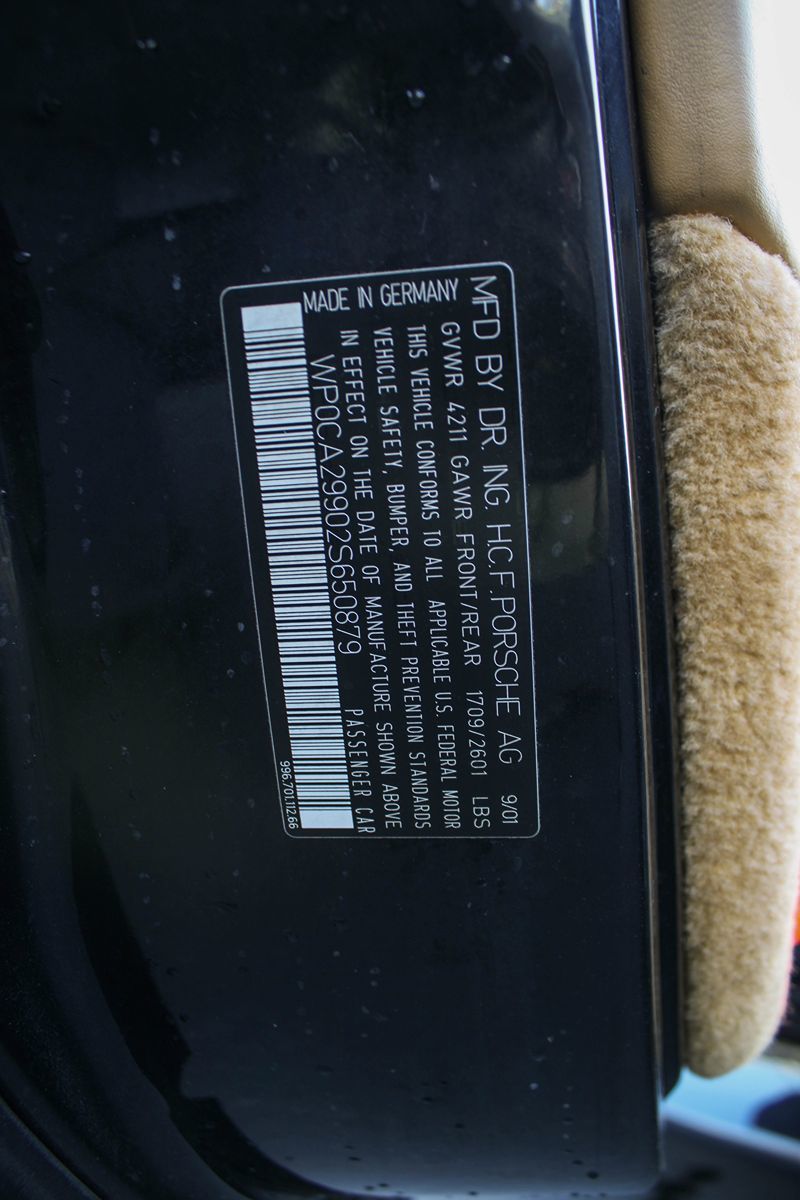 MFD BY DR. ING. H.C.F. PORSCHE AG 9/01
GVWR 4211 GAWR FRONT/REAR 1709/2601 LBS
THIS VEHICLE CONFORMS TO ALL APPLICABLE U.S. FEDERAL MOTOR
VEHICLE SAFETY, BUMPER, AND THEFT PREVENTION STANDARDS
IN EFFECT ON THE DATE OF MANUFACTURE SHOWN ABOVE
WP0CA29902S650879 PASSENGER CAR
MADE IN GERMANY
996.701.112.66